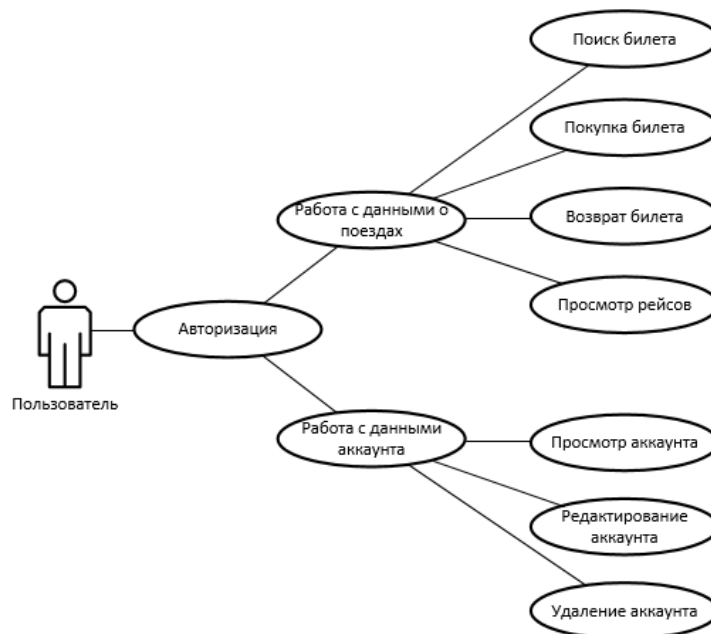 Поиск билета
Покупка билета
Работа с данными о
поездах
Возврат билета
Просмотр рейсов
Авторизация
Пользователь
Работа с данными
аккаунта
Просмотр аккаунта
Редактирование
аккаунта
Удаление аккаунта